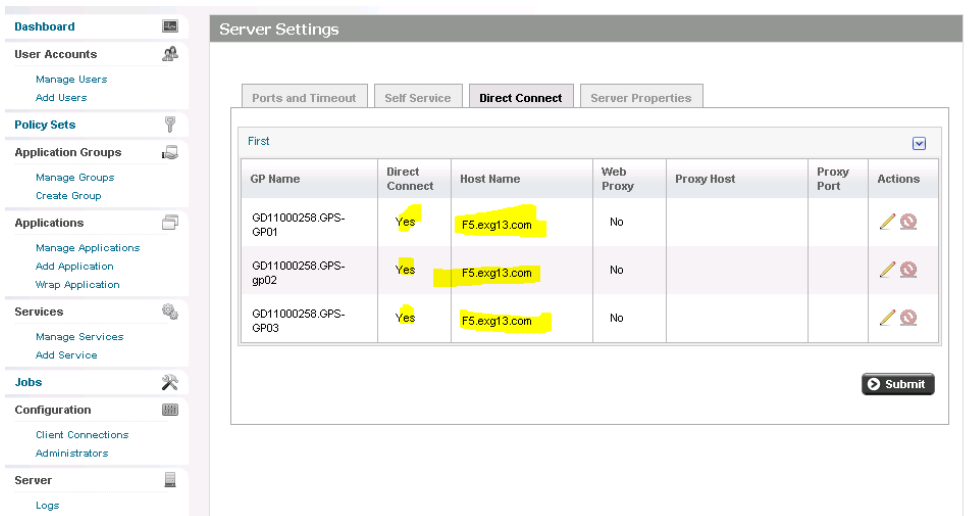 Dashboard
User Accounts
Manage Users
Add Users
Policy Sets
Application Groups
Manage Groups
Create Group
Applications
Manage Applications
Add Application
Wrap Application
Services
Manage Services
Add Service
Jobs
Configuration
Client Connections
Administrators
Server
Logs
Server Settings
Ports and Timeout Self Service Direct Connect Server Properties
First
GP Name Direct Connect Host Name Web Proxy Proxy Host Proxy Port Actions
GD11000258.GPS-GP01 Yes F5.exg13.com No
GD11000258.GPS-gp02 Yes F5.exg13.com No
GD11000258.GPS-GP03 Yes F5.exg13.com No
Submit